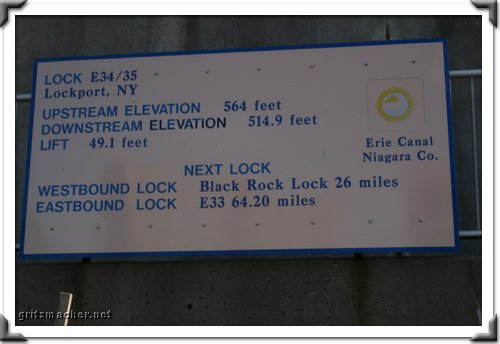 LOCK E34/35
Lockport, NY
UPSTREAM ELEVATION 564 feet
DOWNSTREAM ELEVATION 514.9 feet
LIFT 49.1 feet
Erie Canal
Niagara Co.
NEXT LOCK
WESTBOUND LOCK Black Rock Lock 26 miles
EASTBOUND LOCK E33 64.20 miles
gritzmacher.net